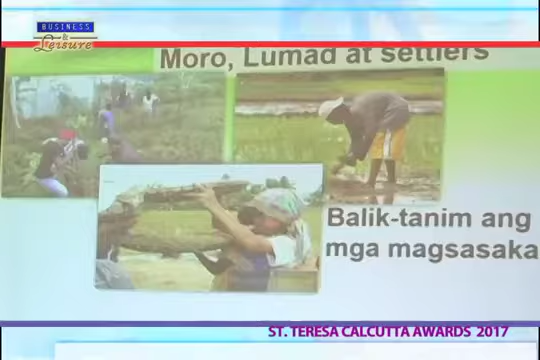 BUSINESS
&
Leisure
Moro, Lumad at settlers
Balik-tanim ang
mga magsasaka
ST. TERESA CALCUTTA AWARDS 2017